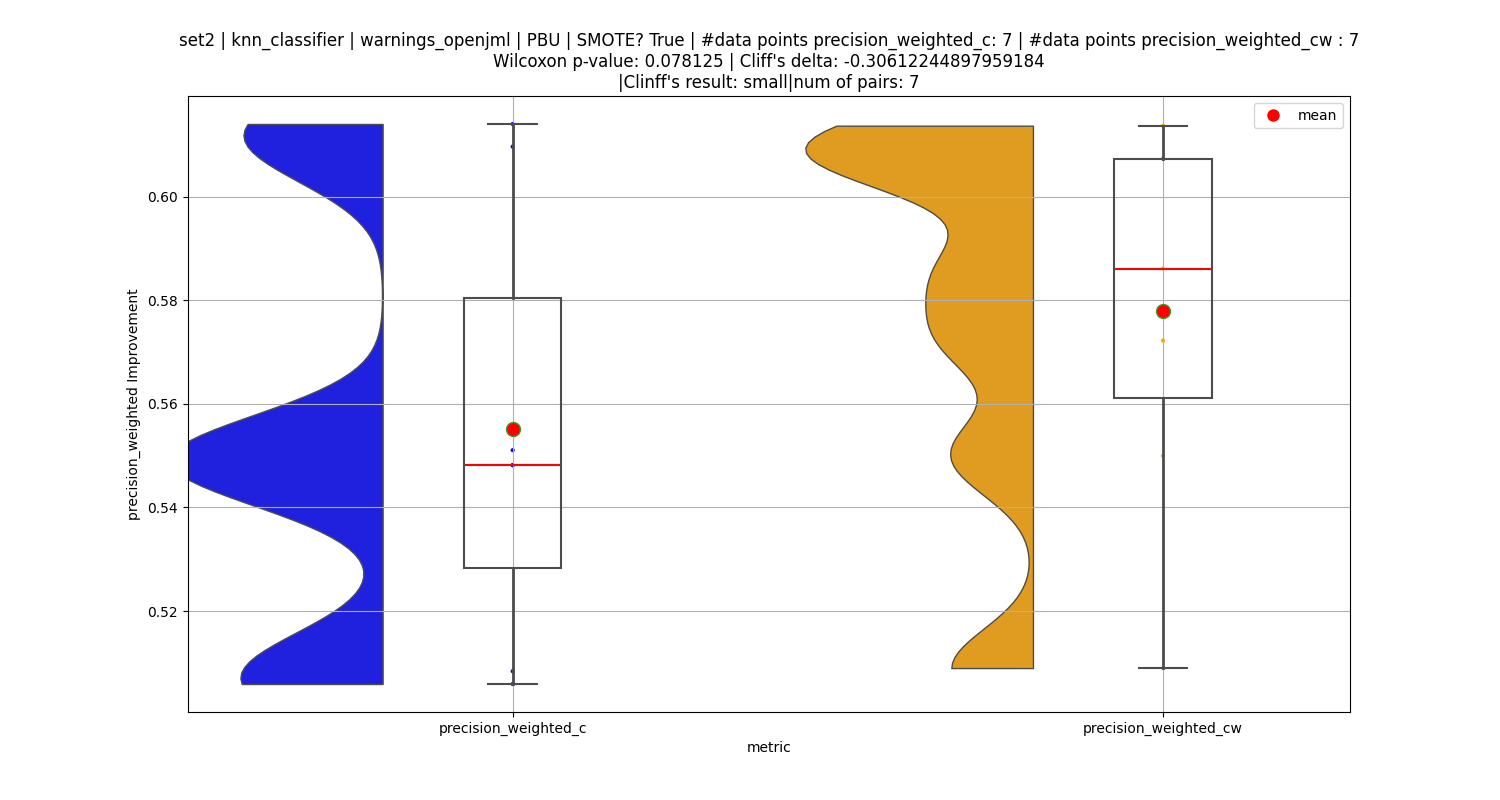 set2 | knn_classifier | warnings_openjml | PBU | SMOTE? True | #data points precision_weighted_c: 7 | #data points precision_weighted_cw : 7
Wilcoxon p-value: 0.078125 | Cliff's delta: -0.30612244897959184
|Clinff's result: small|num of pairs: 7
mean
0.60
0.58
0.56
0.54
0.52
precision_weighted Improvement
precision_weighted_c
precision_weighted_cw
metric